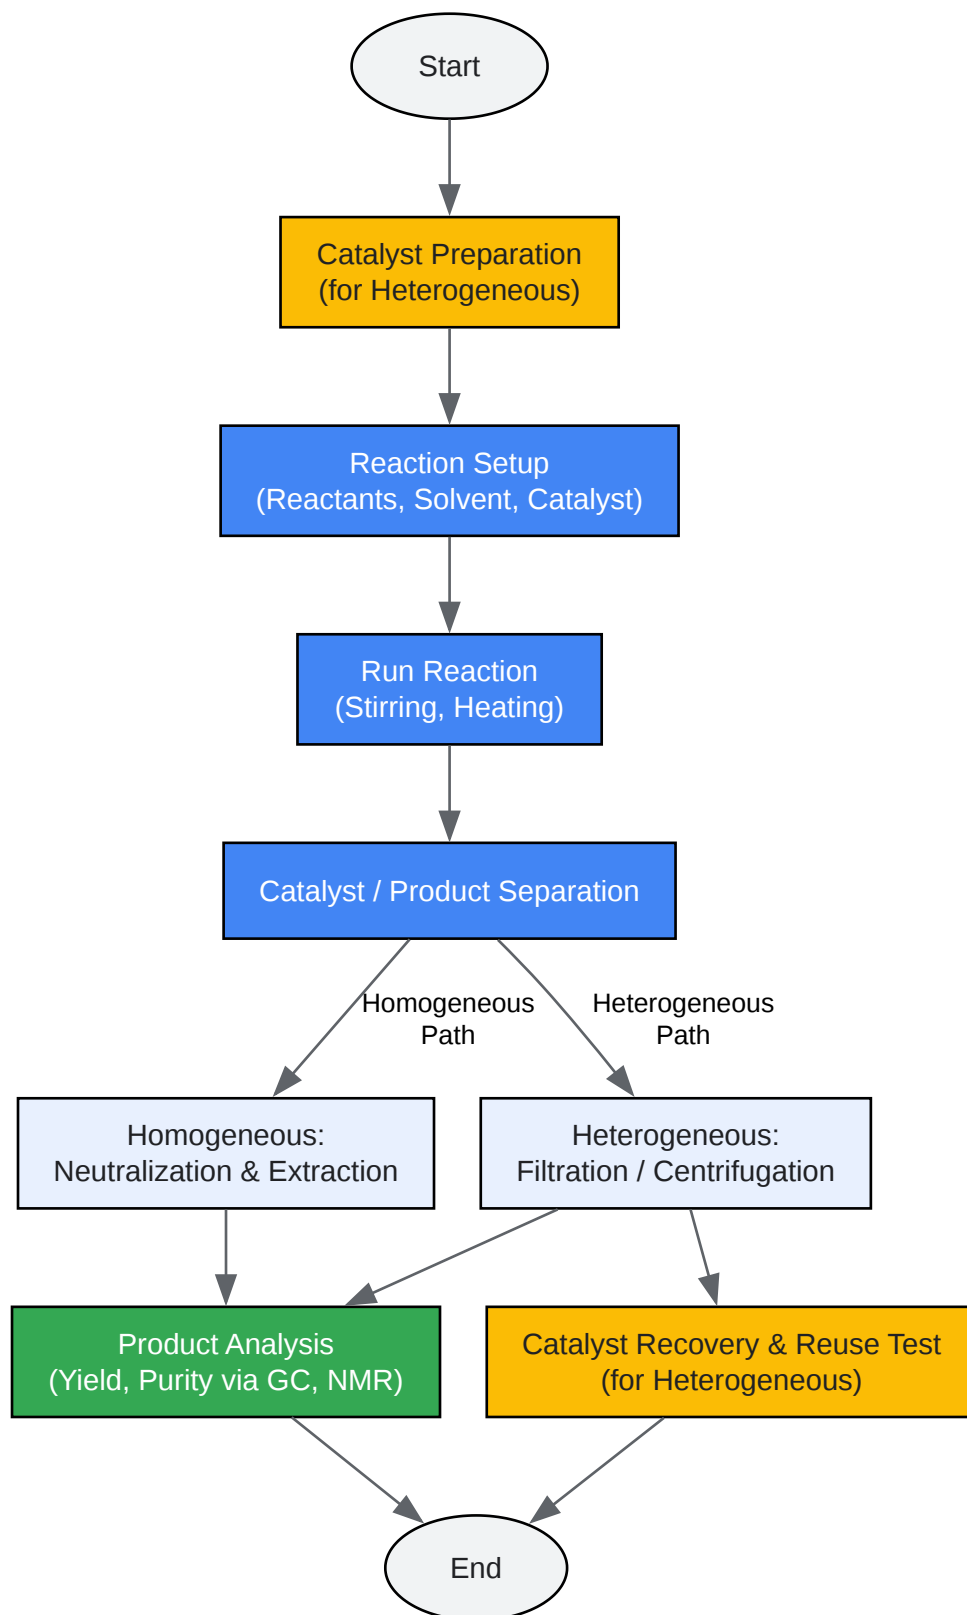 Start
Catalyst Preparation
(for Heterogeneous)
Reaction Setup
(Reactants, Solvent, Catalyst)
Run Reaction
(Stirring, Heating)
Catalyst / Product Separation
Homogeneous
Path
Heterogeneous
Path
Homogeneous:
Neutralization & Extraction
Heterogeneous:
Filtration / Centrifugation
Product Analysis
(Yield, Purity via GC, NMR)
Catalyst Recovery & Reuse Test
(for Heterogeneous)
End